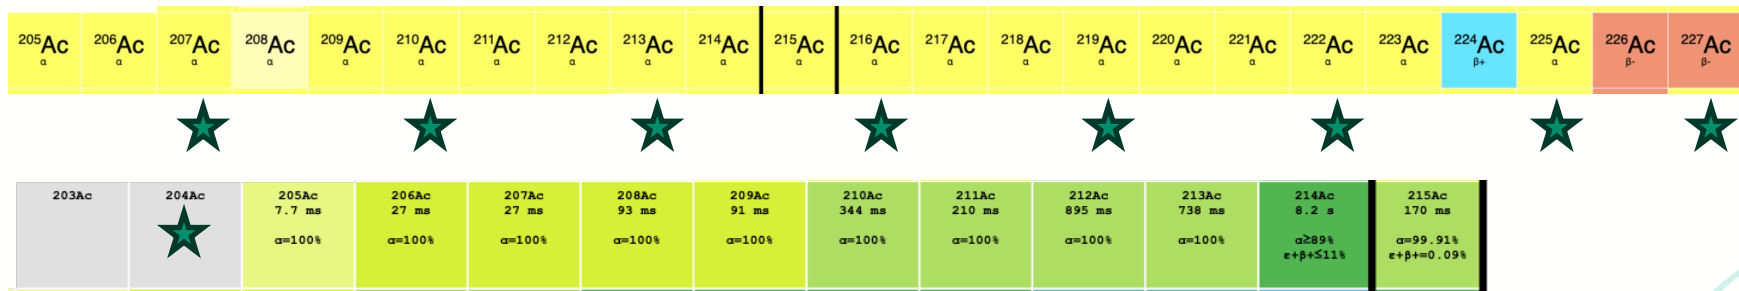 205Ac 206Ac 207Ac 208Ac 209Ac 210Ac 211Ac 212Ac 213Ac 214Ac 215Ac 216Ac 217Ac 218Ac 219Ac 220Ac 221Ac 222Ac 223Ac 224Ac 225Ac 226Ac 227Ac
α α α α α α α α α α α α α α α α α α α β+ α β- β-
203Ac 204Ac 205Ac 206Ac 207Ac 208Ac 209Ac 210Ac 211Ac 212Ac 213Ac 214Ac 215Ac
7.7 ms 27 ms 27 ms 93 ms 91 ms 344 ms 210 ms 895 ms 738 ms 8.2 s 170 ms
α=100% α=100% α=100% α=100% α=100% α=100% α=100% α=100% α=100% α≥89% α=99.91%
ε+β+≤11% ε+β+=0.09%